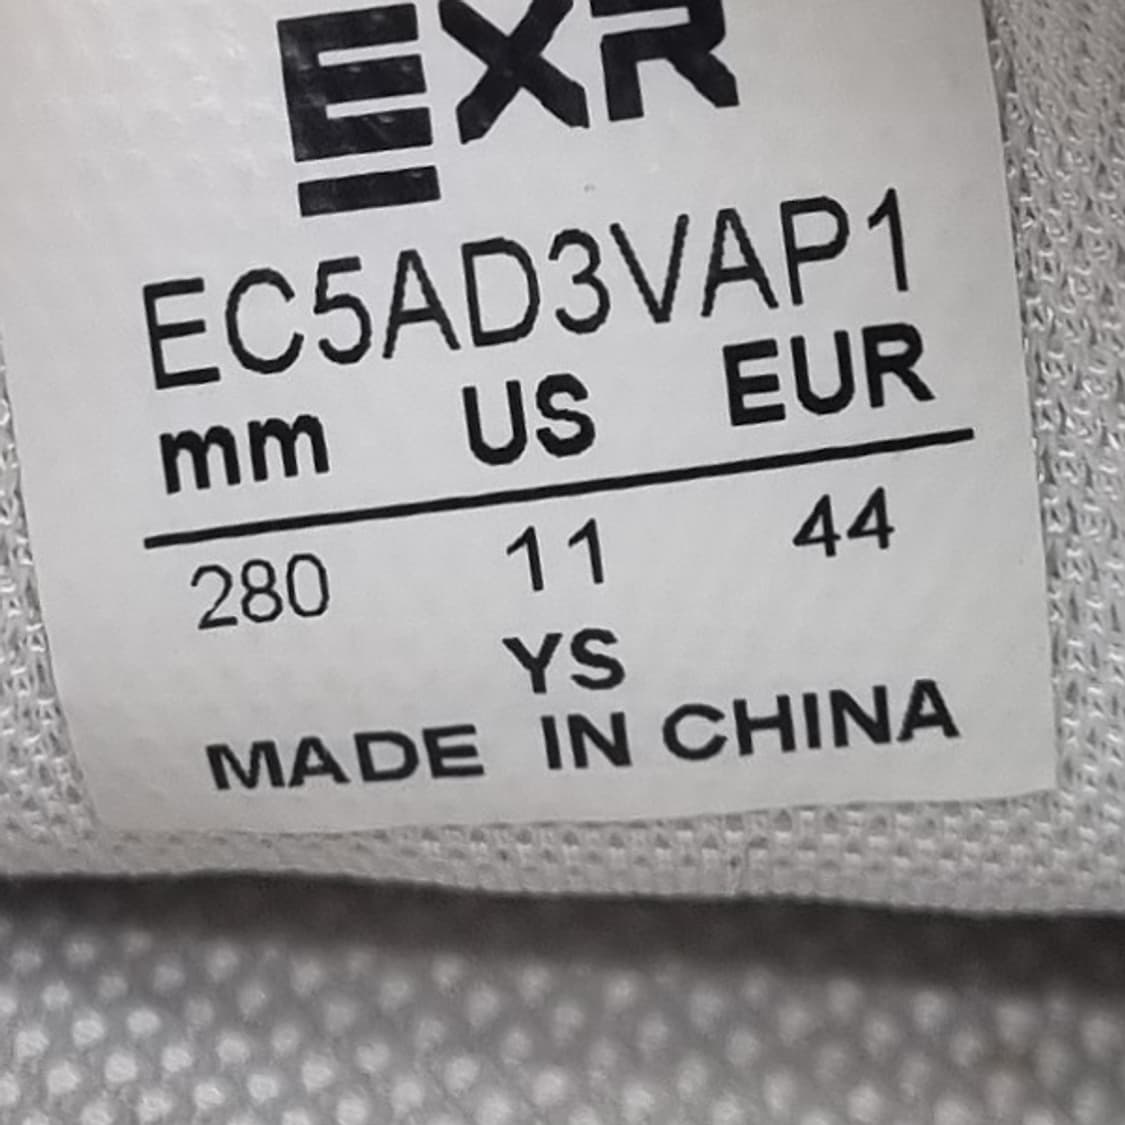 EXR
EC5AD3VAP1
mm US EUR
280 11 44
YS
MADE IN CHINA